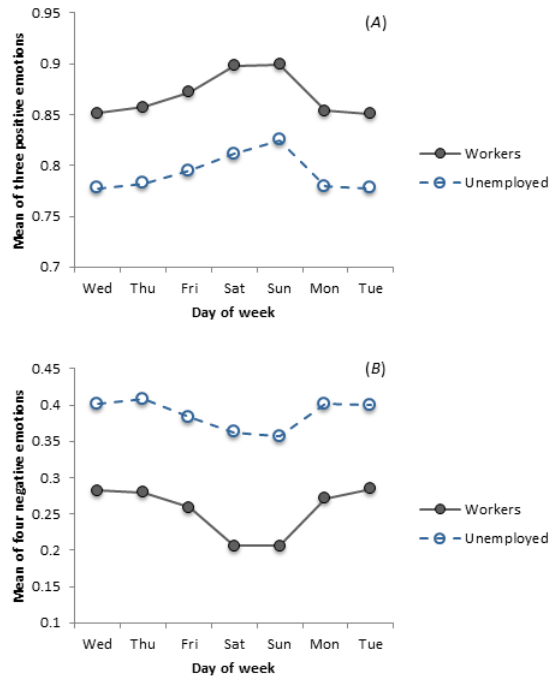 (A)
Mean of three positive emotions
0.95
0.9
0.85
0.8
0.75
0.7
Wed Thu Fri Sat Sun Mon Tue
Day of week
Workers
Unemployed
(B)
Mean of four negative emotions
0.45
0.4
0.35
0.3
0.25
0.2
0.15
0.1
Wed Thu Fri Sat Sun Mon Tue
Day of week
Workers
Unemployed